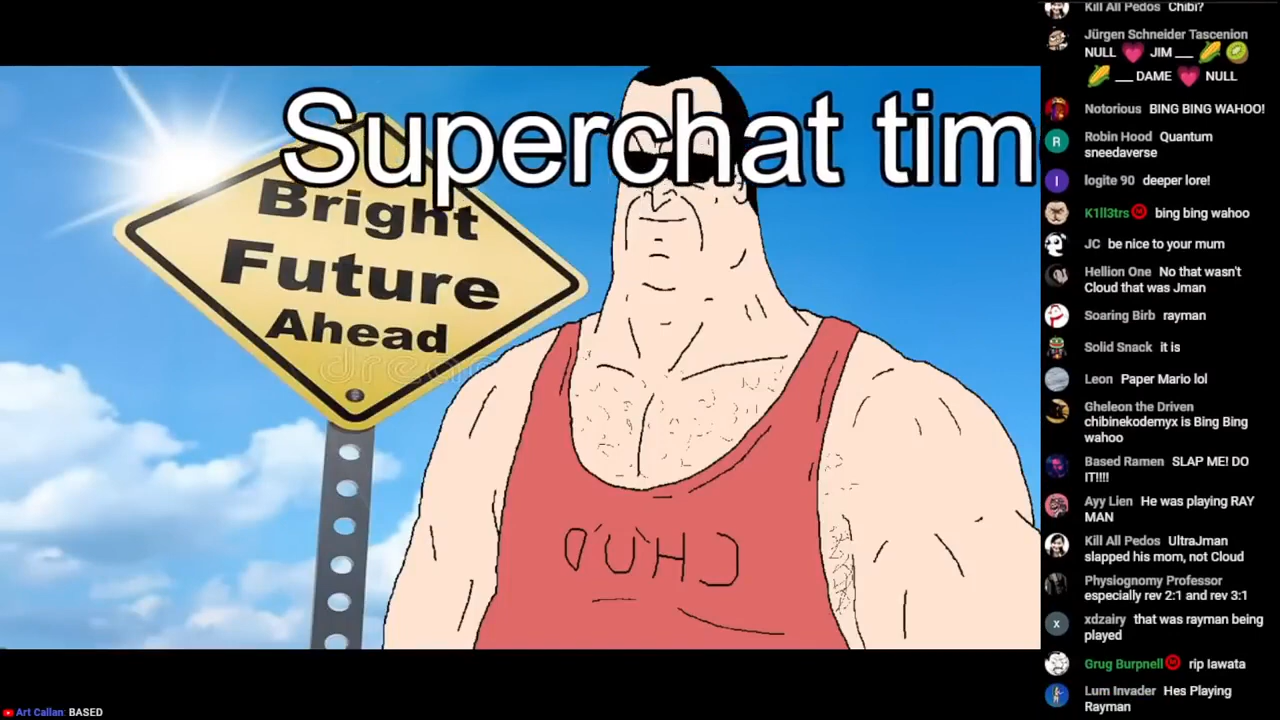 Superchat tim
Bright
Future
Ahead
CHUD
Kill All Pedos Chibi?
Jürgen Schneider Tascenion
NULL 💗 JIM __ 🌽 🥝
🌽 __ DAME 💗 NULL
Notorious BING BING WAHOO!
R
Robin Hood Quantum
sneedaverse
I
logite 90 deeper lore!
K1ll3trs bing bing wahoo
JC be nice to your mum
Hellion One No that wasn't
Cloud that was Jman
Soaring Birb rayman
Solid Snack it is
Leon Paper Mario lol
Gheleon the Driven
chibinekodemyx is Bing Bing
wahoo
Based Ramen SLAP ME! DO
IT!!!!
Ayy Lien He was playing RAY
MAN
Kill All Pedos UltraJman
slapped his mom, not Cloud
Physiognomy Professor
especially rev 2:1 and rev 3:1
x
xdzairy that was rayman being
played
Grug Burpnell rip Iawata
Lum Invader Hes Playing
Rayman
Art Callan: BASED